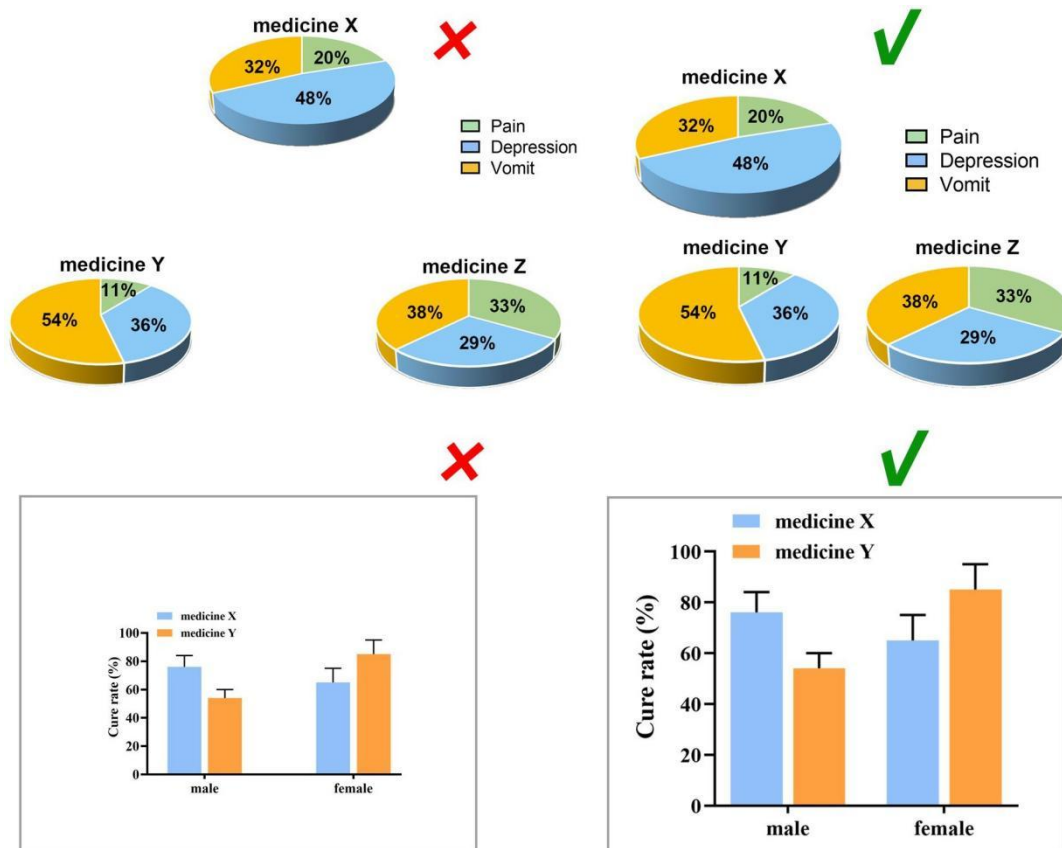 medicine X
20%
32%
48%
Pain
Depression
Vomit
medicine Y
11%
54%
36%
medicine Z
38%
33%
29%
medicine X
20%
32%
48%
Pain
Depression
Vomit
medicine Y
11%
54%
36%
medicine Z
38%
33%
29%
medicine X
medicine Y
Cure rate (%)
100
80
60
40
20
0
male female
medicine X
medicine Y
Cure rate (%)
100
80
60
40
20
0
male female